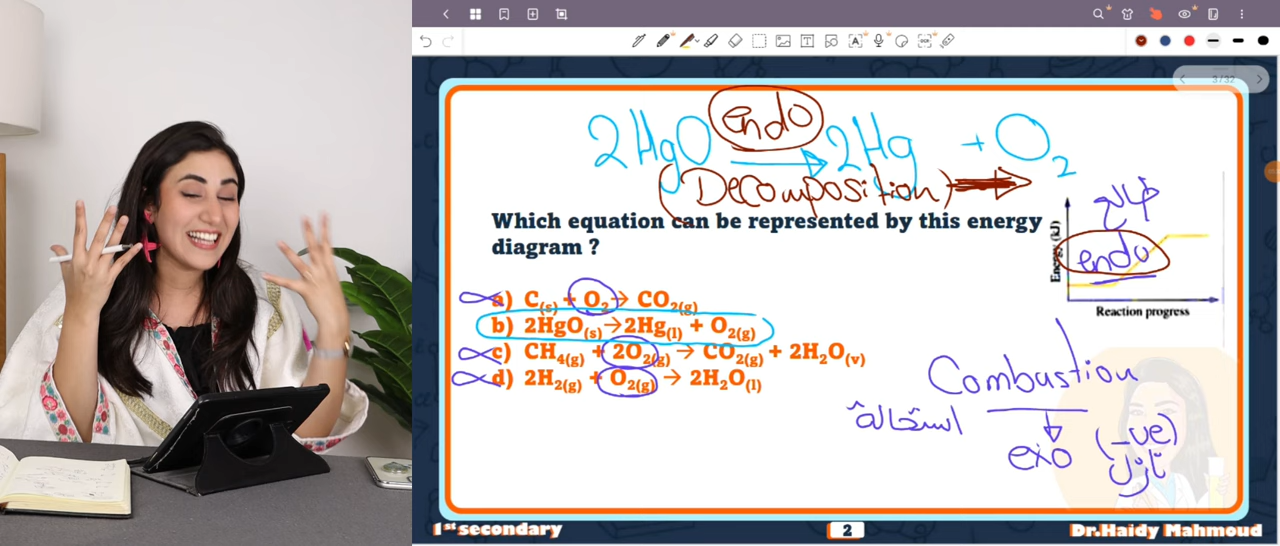 3/32
2HgO endo → 2Hg + O₂
(Decomposition)
Which equation can be represented by this energy
diagram ?
a) C(s) + O₂ → CO₂(g)
b) 2HgO(s) → 2Hg(l) + O₂(g)
c) CH₄(g) + 2O₂(g) → CO₂(g) + 2H₂O(v)
d) 2H₂(g) + O₂(g) → 2H₂O(l)
Energy (kJ)
endo
Reaction progress
Combustion
استحالة
exo (-ve)
نازل
1st secondary
2
Dr.Haidy Mahmoud